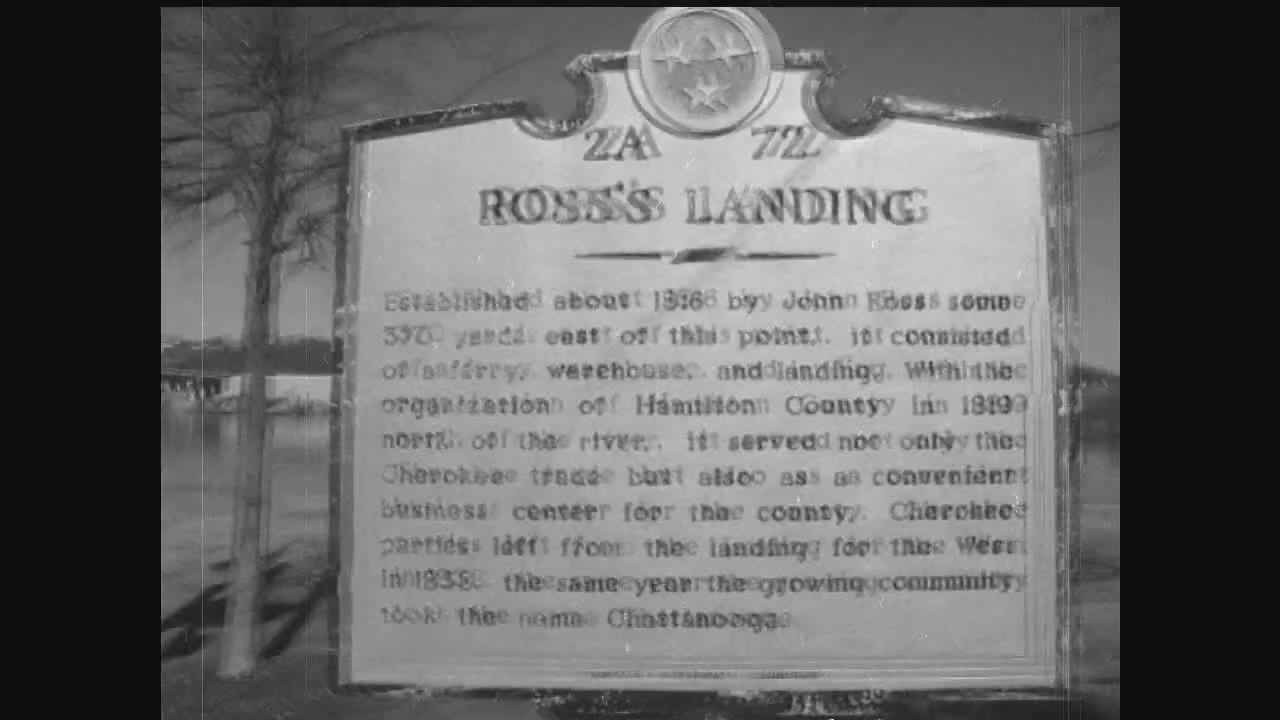 2A 72
ROSS'S LANDING
Established about 1816 by John Ross some
370 yards east of this point, it consisted
of a ferry, warehouse, and landing. With the
organization of Hamilton County in 1819
north of the river, it served not only the
Cherokee trade but also as a convenient
business center for the county. Cherokee
parties left from the landing for the West
in 1838, the same year the growing community
took the name Chattanooga.